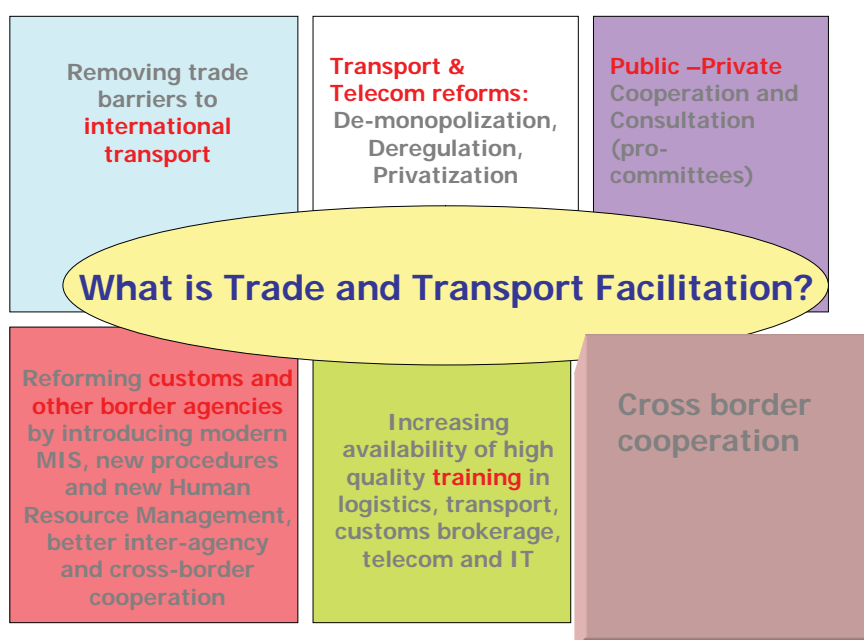 Removing trade
barriers to
international
transport
Transport &
Telecom reforms:
De-monopolization,
Deregulation,
Privatization
Public –Private
Cooperation and
Consultation
(pro-
committees)
What is Trade and Transport Facilitation?
Reforming customs and
other border agencies
by introducing modern
MIS, new procedures
and new Human
Resource Management,
better inter-agency
and cross-border
cooperation
Increasing
availability of high
quality training in
logistics, transport,
customs brokerage,
telecom and IT
Cross border
cooperation